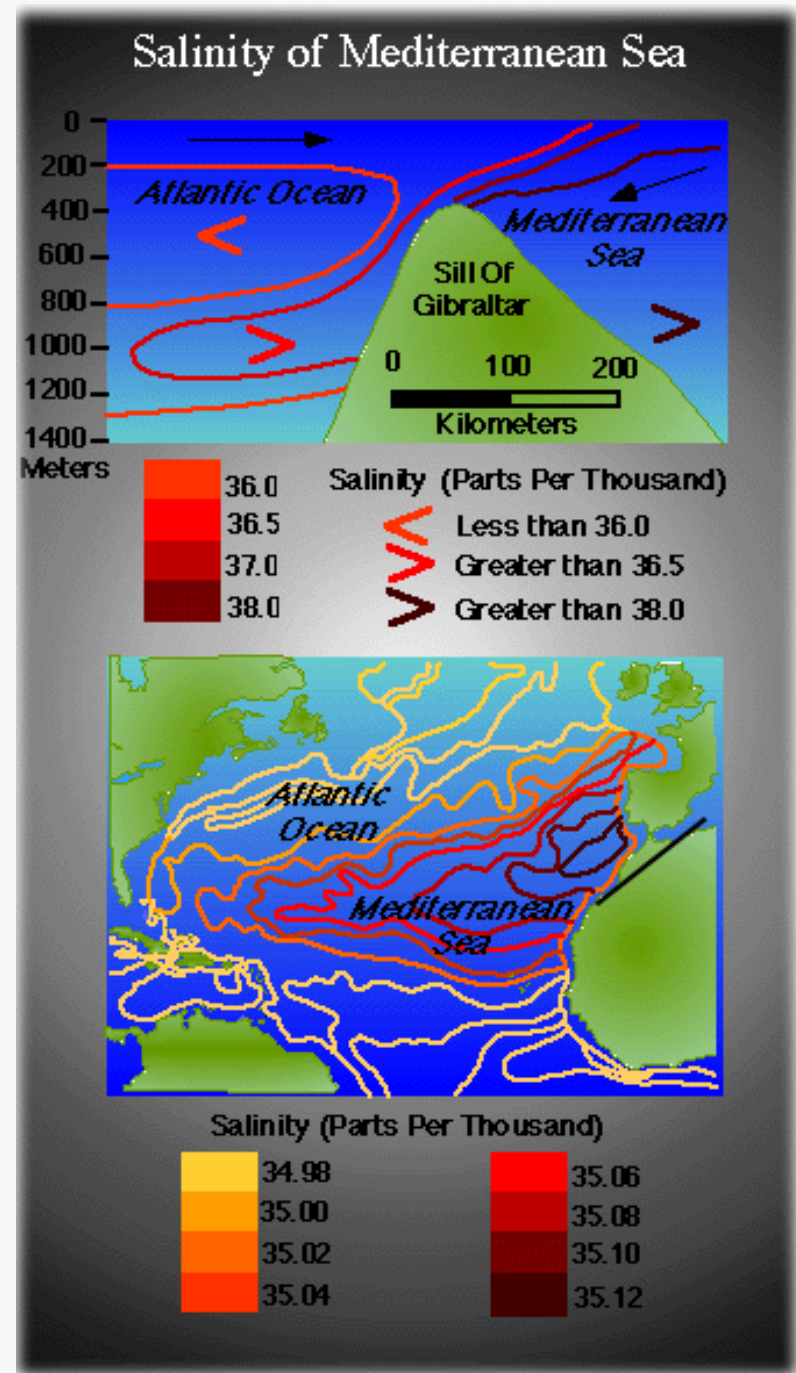 Salinity of Mediterranean Sea
0
200
400
600
800
1000
1200
1400
Meters
Atlantic Ocean
<
Mediterranean
Sea
Sill Of
Gibraltar
>
>
0 100 200
Kilometers
36.0
36.5
37.0
38.0
Salinity (Parts Per Thousand)
< Less than 36.0
> Greater than 36.5
> Greater than 38.0
Atlantic
Ocean
Mediterranean
Sea
Salinity (Parts Per Thousand)
34.98
35.00
35.02
35.04
35.06
35.08
35.10
35.12